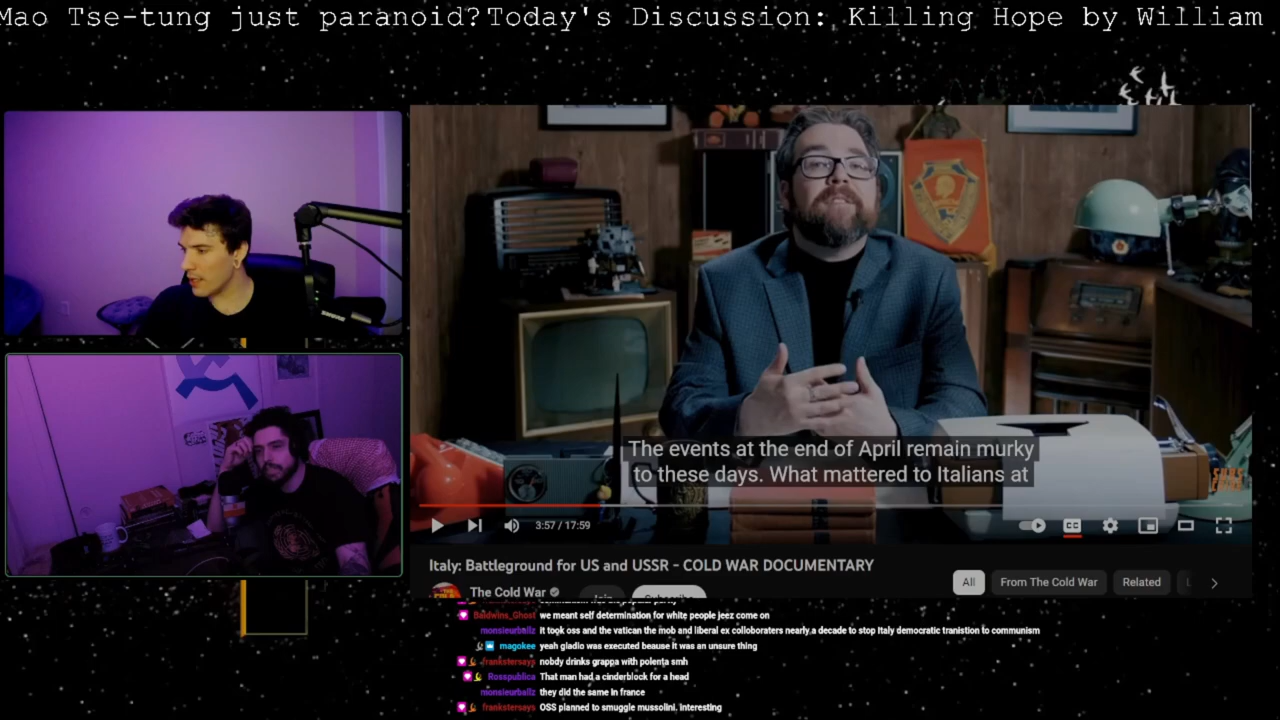 Mao Tse-tung just paranoid? Today's Discussion: Killing Hope by William
The events at the end of April remain murky
to these days. What mattered to Italians at
3:57 / 17:59
Italy: Battleground for US and USSR - COLD WAR DOCUMENTARY
The Cold War
Join
Subscribe
All
From The Cold War
Related
Baldwins_Ghost we meant self determination for white people jeez come on
monsieurballz it took oss and the vatican the mob and liberal ex colloborators nearly a decade to stop Italy democratic tranistion to communism
magokee yeah gladio was executed beause it was an unsure thing
frankstersays nobdy drinks grappa with polenta smh
Rosspublica That man had a cinderblock for a head
monsieurballz they did the same in france
frankstersays OSS planned to smuggle mussolini. interesting